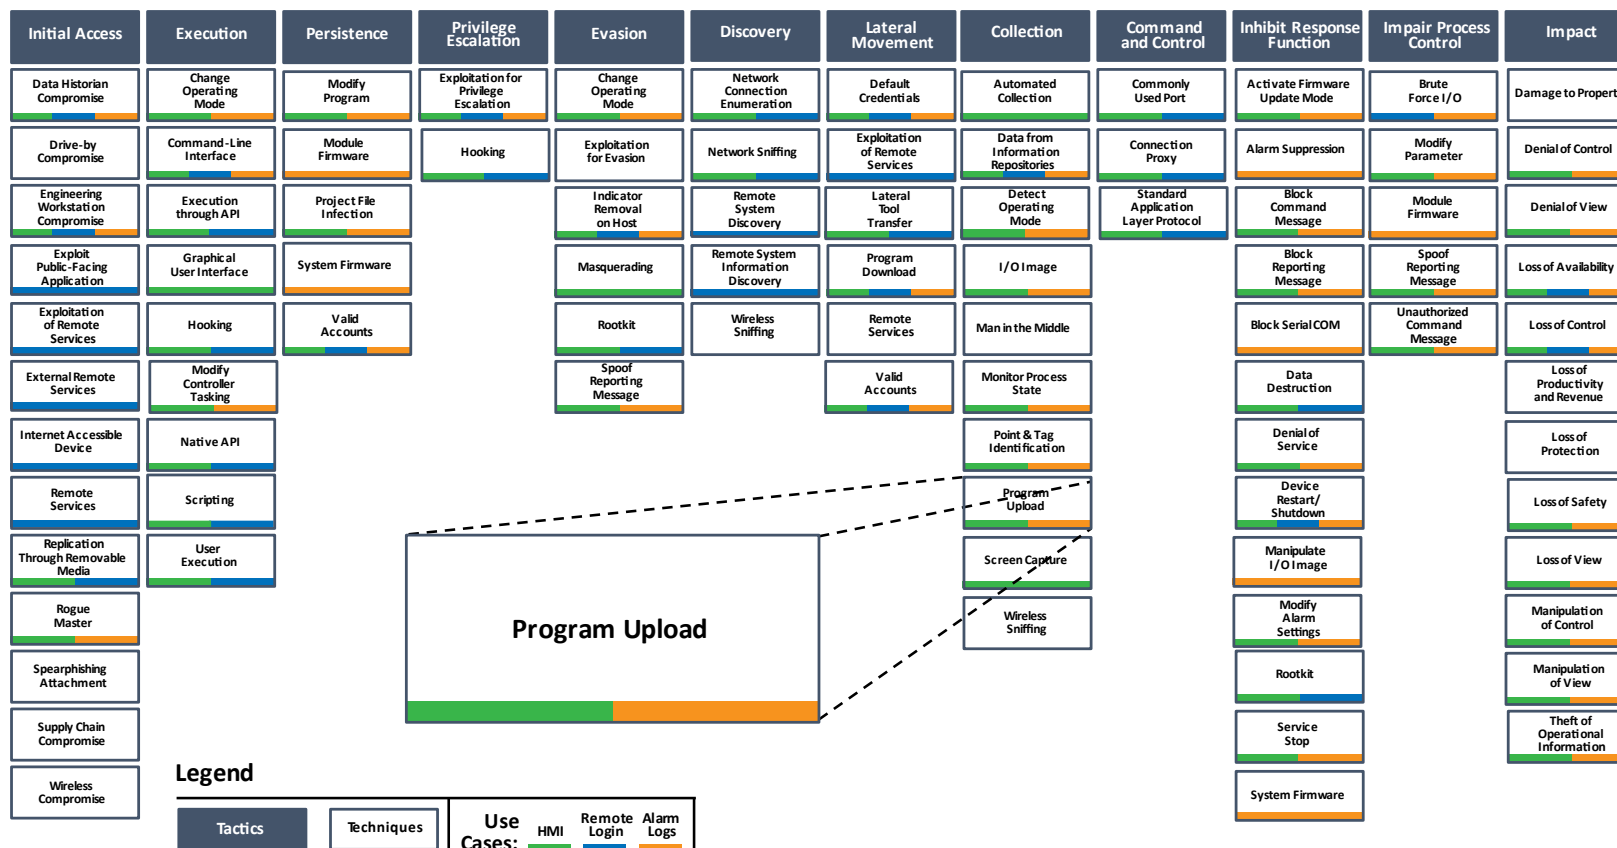 Initial Access
Data Historian
Compromise
Drive-by
Compromise
Engineering
Workstation
Compromise
Exploit
Public-Facing
Application
Exploitation
of Remote
Services
External Remote
Services
Internet Accessible
Device
Remote
Services
Replication
Through Removable
Media
Rogue
Master
Spearphishing
Attachment
Supply Chain
Compromise
Wireless
Compromise
Execution
Change
Operating
Mode
Command-Line
Interface
Execution
through API
Graphical
User Interface
Hooking
Modify
Controller
Tasking
Native API
Scripting
User
Execution
Persistence
Modify
Program
Module
Firmware
Project File
Infection
System Firmware
Valid
Accounts
Privilege
Escalation
Exploitation for
Privilege
Escalation
Hooking
Evasion
Change
Operating
Mode
Exploitation
for Evasion
Indicator
Removal
on Host
Masquerading
Rootkit
Spoof
Reporting
Message
Discovery
Network
Connection
Enumeration
Network Sniffing
Remote
System
Discovery
Remote System
Information
Discovery
Wireless
Sniffing
Lateral
Movement
Default
Credentials
Exploitation
of Remote
Services
Lateral
Tool
Transfer
Program
Download
Remote
Services
Valid
Accounts
Collection
Automated
Collection
Data from
Information
Repositories
Detect
Operating
Mode
I/O Image
Man in the Middle
Monitor Process
State
Point & Tag
Identification
Program
Upload
Screen Capture
Wireless
Sniffing
Command
and Control
Commonly
Used Port
Connection
Proxy
Standard
Application
Layer Protocol
Inhibit Response
Function
Activate Firmware
Update Mode
Alarm Suppression
Block
Command
Message
Block
Reporting
Message
Block Serial COM
Data
Destruction
Denial of
Service
Device
Restart/
Shutdown
Manipulate
I/O Image
Modify
Alarm
Settings
Rootkit
Service
Stop
System Firmware
Impair Process
Control
Brute
Force I/O
Modify
Parameter
Module
Firmware
Spoof
Reporting
Message
Unauthorized
Command
Message
Impact
Damage to Propert
Denial of Control
Denial of View
Loss of Availability
Loss of Control
Loss of
Productivity
and Revenue
Loss of
Protection
Loss of Safety
Loss of View
Manipulation
of Control
Manipulation
of View
Theft of
Operational
Information
Program Upload
Legend
Tactics
Techniques
Use
Cases:
HMI
Remote
Login
Alarm
Logs